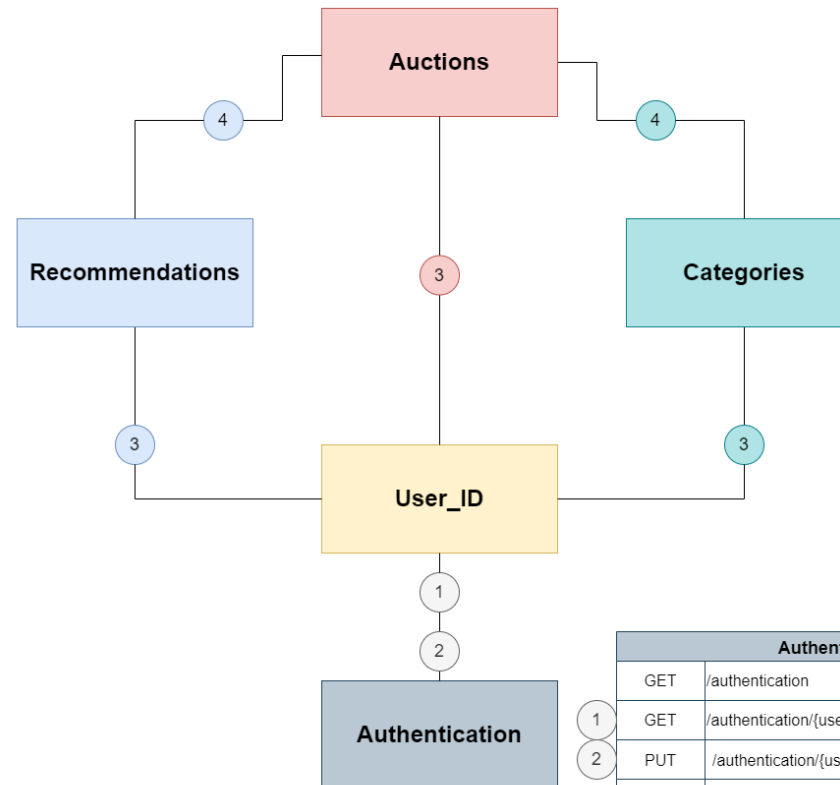 Auctions
4
4
Recommendations
3
Categories
3
3
User_ID
1
2
Authentication
GET /authentication
1 GET
2 PUT